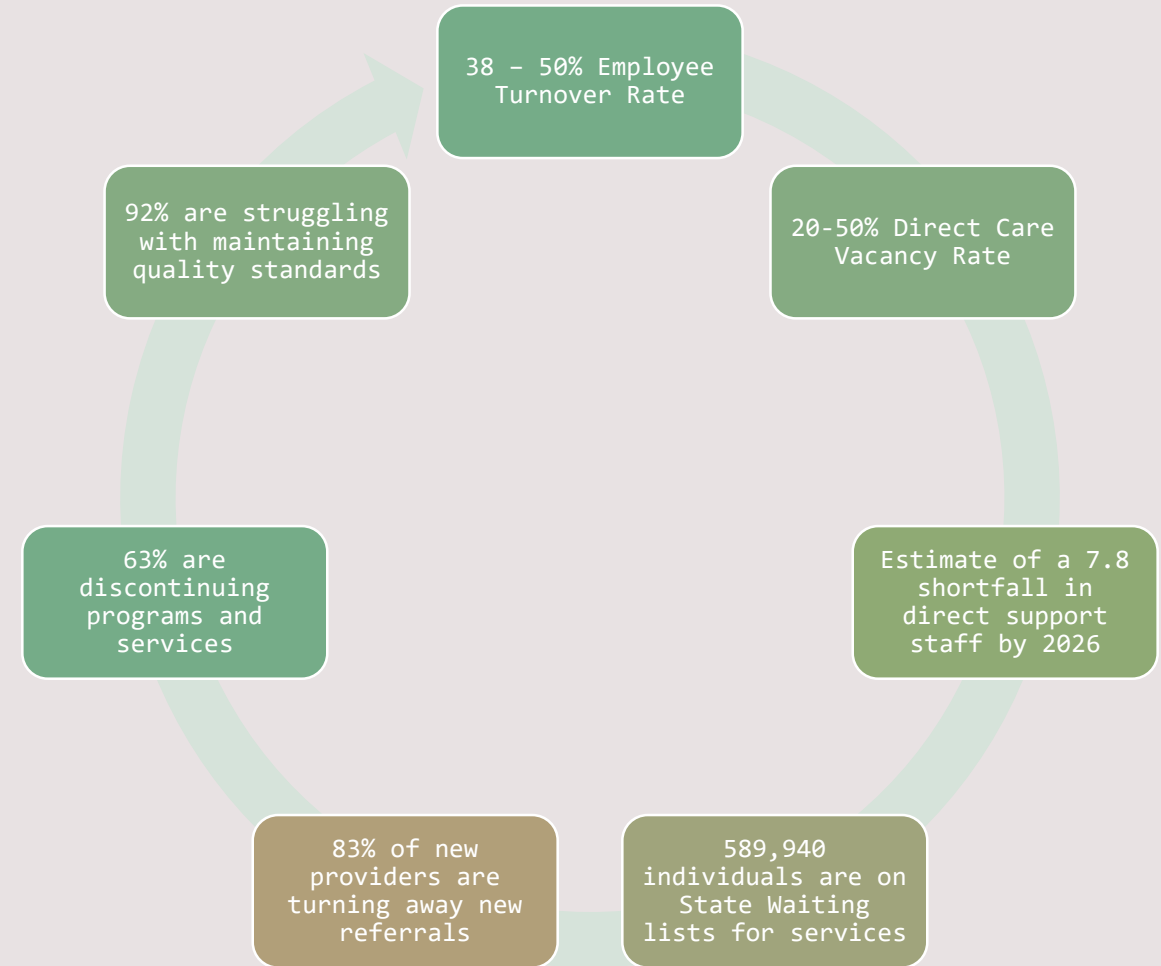 38 – 50% Employee
Turnover Rate
20-50% Direct Care
Vacancy Rate
Estimate of a 7.8
shortfall in
direct support
staff by 2026
589,940
individuals are on
State Waiting
lists for services
83% of new
providers are
turning away new
referrals
63% are
discontinuing
programs and
services
92% are struggling
with maintaining
quality standards